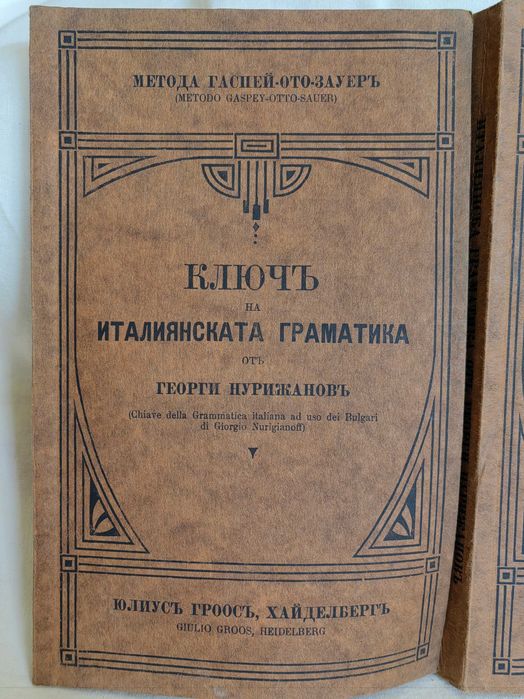 МЕТОДА ГАСПЕЙ-ОТО-ЗАУЕРЪ
(METODO GASPEY-OTTO-SAUER)
КЛЮЧЪ
НА
ИТАЛИЯНСКАТА ГРАМАТИКА
ОТЪ
ГЕОРГИ НУРИЖАНОВЪ
(Chiave della Grammatica italiana ad uso dei Bulgari
di Giorgio Nurigianoff)
ЮЛИУСЪ ГРООСЪ, ХАЙДЕЛБЕРГЪ
GIULIO GROOS, HEIDELBERG